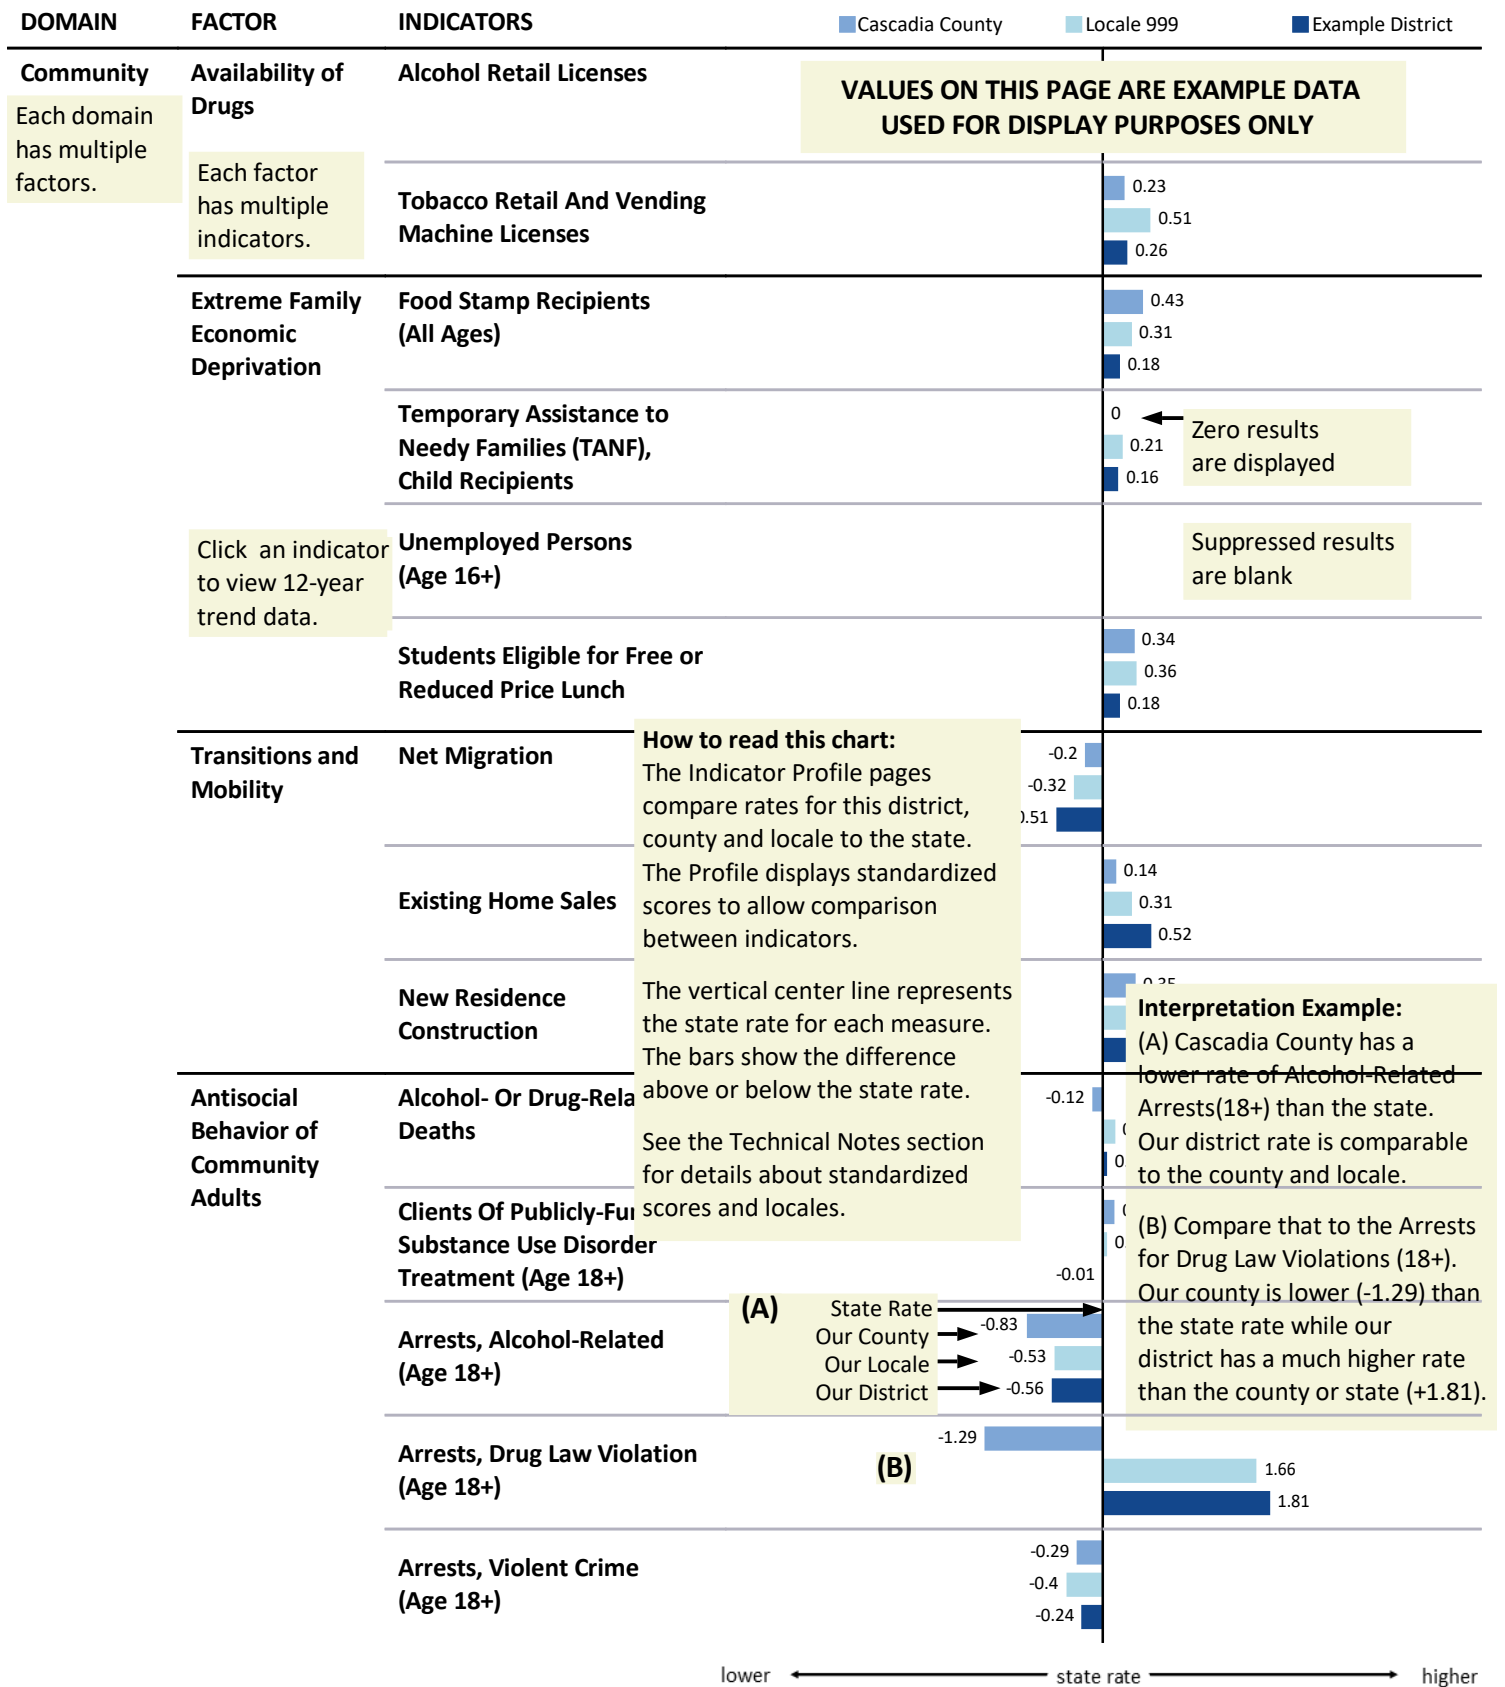 DOMAIN FACTOR INDICATORS Cascadia County Locale 999 Example District
Community
Each domain
has multiple
factors.
Availability of
Drugs
Each factor
has multiple
indicators.
Alcohol Retail Licenses
VALUES ON THIS PAGE ARE EXAMPLE DATA
USED FOR DISPLAY PURPOSES ONLY
Tobacco Retail And Vending
Machine Licenses
0.23
0.51
0.26
Extreme Family
Economic
Deprivation
Food Stamp Recipients
(All Ages)
0.43
0.31
0.18
Temporary Assistance to
Needy Families (TANF),
Child Recipients
0
0.21
0.16
Zero results
are displayed
Click an indicator
to view 12-year
trend data.
Unemployed Persons
(Age 16+)
Suppressed results
are blank
Students Eligible for Free or
Reduced Price Lunch
0.34
0.36
0.18
Transitions and
Mobility
Net Migration
-0.2
-0.32
.51
How to read this chart:
The Indicator Profile pages
compare rates for this district,
county and locale to the state.
The Profile displays standardized
scores to allow comparison
between indicators.
The vertical center line represents
the state rate for each measure.
The bars show the difference
above or below the state rate.
See the Technical Notes section
for details about standardized
scores and locales.
Existing Home Sales
0.14
0.31
0.52
New Residence
Construction
Interpretation Example:
(A) Cascadia County has a
lower rate of Alcohol-Related
Arrests(18+) than the state.
Our district rate is comparable
to the county and locale.
(B) Compare that to the Arrests
for Drug Law Violations (18+).
Our county is lower (-1.29) than
the state rate while our
district has a much higher rate
than the county or state (+1.81).
Antisocial
Behavior of
Community
Adults
Alcohol- Or Drug-Rela
Deaths
-0.12
0.
Clients Of Publicly-Fu
Substance Use Disorder
Treatment (Age 18+)
0.
-0.01
Arrests, Alcohol-Related
(Age 18+)
(A) State Rate
Our County -0.83
Our Locale -0.53
Our District -0.56
Arrests, Drug Law Violation
(Age 18+)
(B)
-1.29
1.66
1.81
Arrests, Violent Crime
(Age 18+)
-0.29
-0.4
-0.24
lower state rate higher